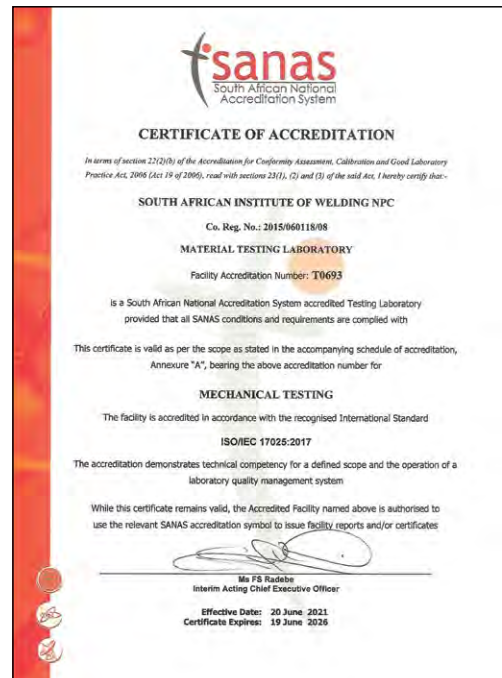 sanas
South African National
Accreditation System
CERTIFICATE OF ACCREDITATION
In terms of section 22(2)(b) of the Accreditation for Conformity Assessment, Calibration and Good Laboratory
Practice Act, 2006 (Act 19 of 2006), read with sections 23(1), (2) and (3) of the said Act, I hereby certify that:-
SOUTH AFRICAN INSTITUTE OF WELDING NPC
Co. Reg. No.: 2015/060118/08
MATERIAL TESTING LABORATORY
Facility Accreditation Number: T0693
is a South African National Accreditation System accredited Testing Laboratory
provided that all SANAS conditions and requirements are complied with
This certificate is valid as per the scope as stated in the accompanying schedule of accreditation,
Annexure "A", bearing the above accreditation number for
MECHANICAL TESTING
The facility is accredited in accordance with the recognised International Standard
ISO/IEC 17025:2017
The accreditation demonstrates technical competency for a defined scope and the operation of a
laboratory quality management system
While this certificate remains valid, the Accredited Facility named above is authorised to
use the relevant SANAS accreditation symbol to issue facility reports and/or certificates
Ms FS Radebe
Interim Acting Chief Executive Officer
Effective Date: 20 June 2021
Certificate Expires: 19 June 2026